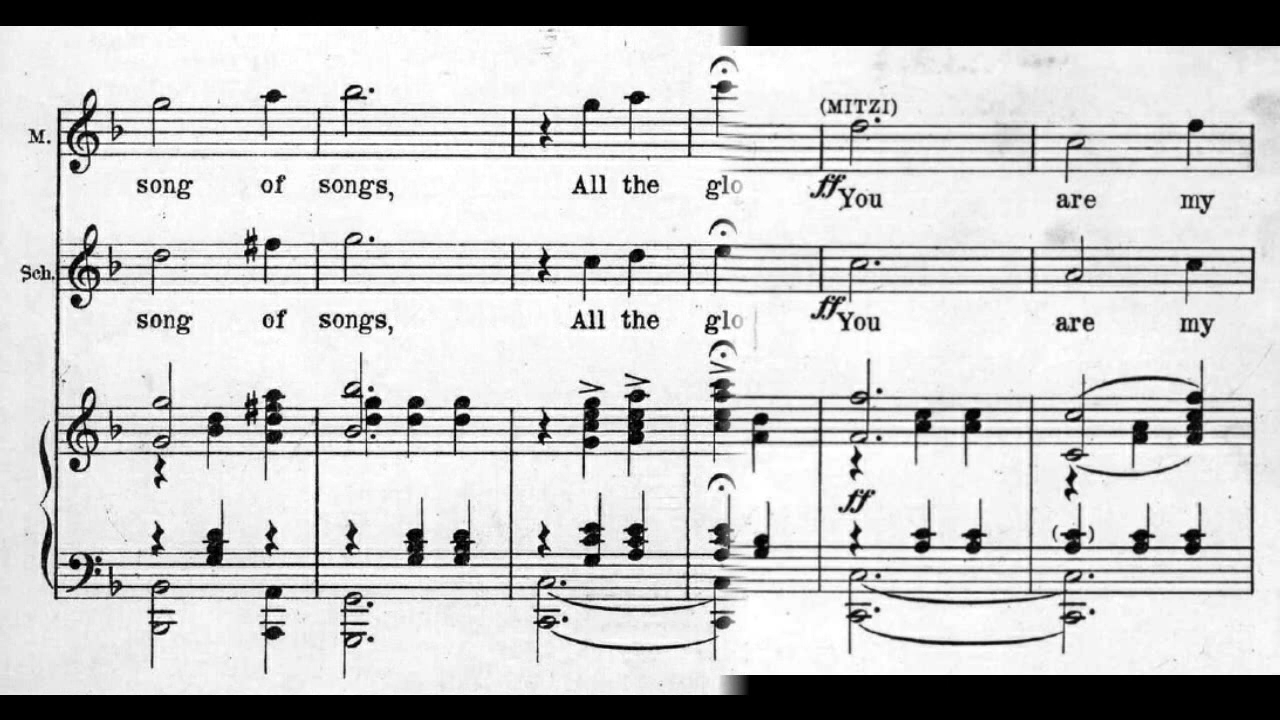 (MITZI)
M.
song of songs, All the glo ff You are my
Sch.
song of songs, All the glo ff You are my
ff